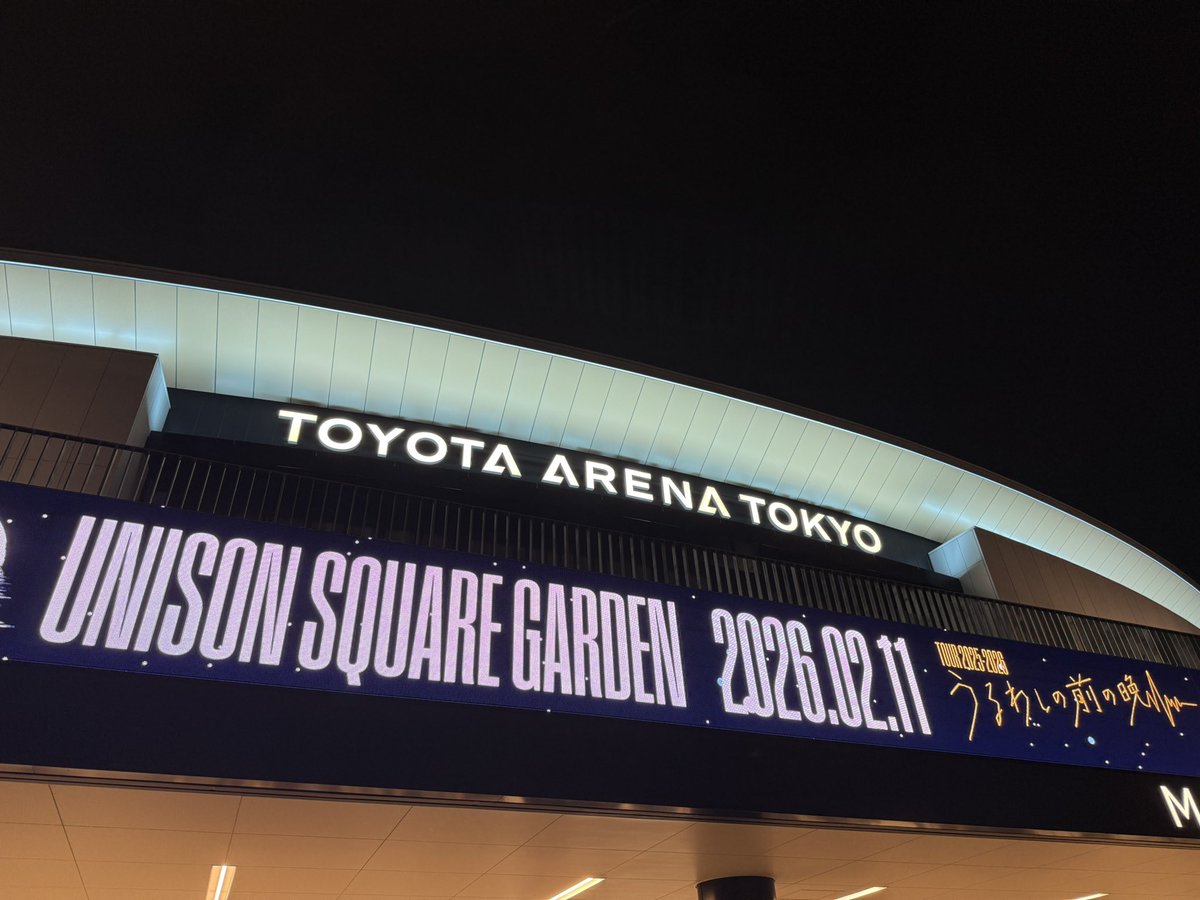 TOYOTA ARENA TOKYO
UNISON SQUARE GARDEN 2026.02.11
TOUR 2025-2026
うるわしの前の晩
M